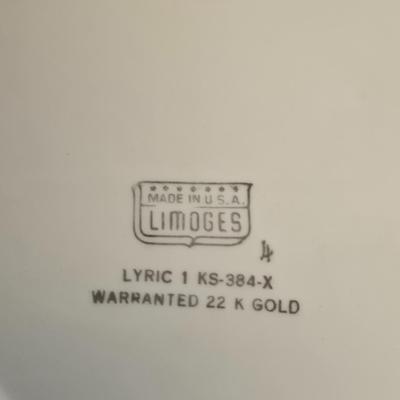 MADE IN U.S.A.
LIMOGES
LYRIC 1 KS-384-X
WARRANTED 22 K GOLD